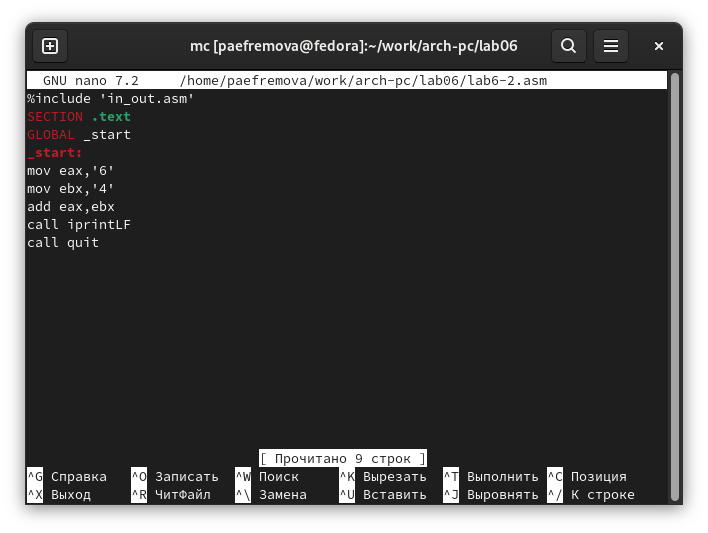 mc [paefremova@fedora]:~/work/arch-pc/lab06
GNU nano 7.2 /home/paefremova/work/arch-pc/lab06/lab6-2.asm
%include 'in_out.asm'
SECTION .text
GLOBAL _start
_start:
mov eax,'6'
mov ebx,'4'
add eax,ebx
call iprintLF
call quit
[ Прочитано 9 строк ]
^G Справка ^O Записать ^W Поиск ^K Вырезать ^T Выполнить ^C Позиция
^X Выход ^R ЧитФайл ^\ Замена ^U Вставить ^J Выровнять ^/ К строке